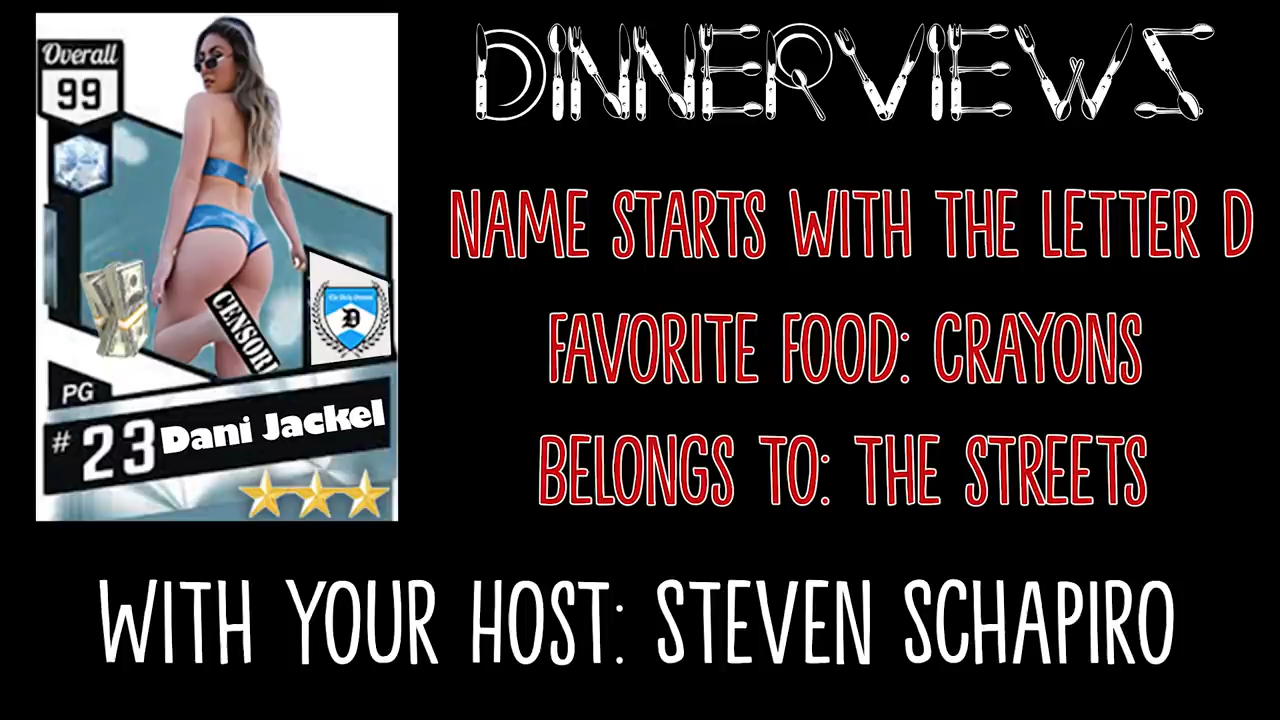 DINNERVIEWS
Overall
99
CENSOR
D
PG
# 23 Dani Jackel
NAME STARTS WITH THE LETTER D
FAVORITE FOOD: CRAYONS
BELONGS TO: THE STREETS
WITH YOUR HOST: STEVEN SCHAPIRO